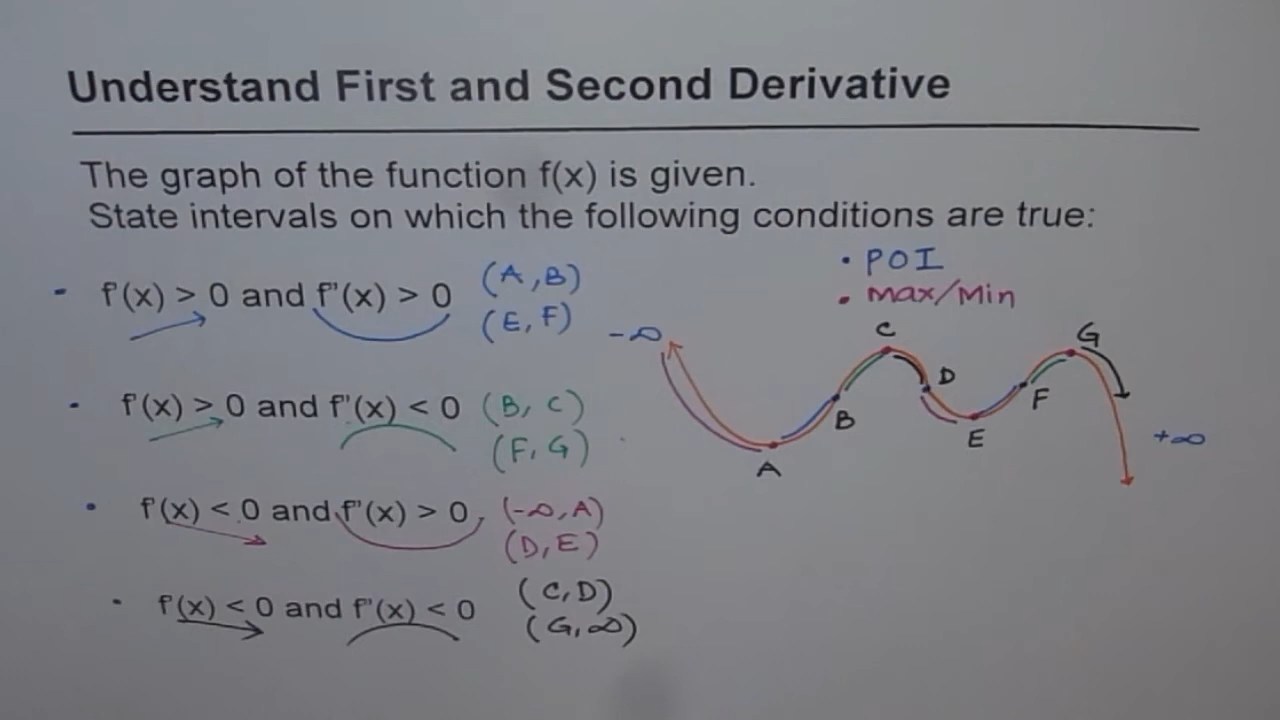 Understand First and Second Derivative
The graph of the function f(x) is given.
State intervals on which the following conditions are true:
• POI
• max/Min
- f'(x) > 0 and f''(x) > 0 (A,B)
(E,F)
• f'(x) > 0 and f''(x) < 0 (B,C)
(F,G)
• f'(x) < 0 and f''(x) > 0, (-∞,A)
(D,E)
• f'(x) < 0 and f''(x) < 0 (C,D)
(G,∞)
-∞
C
G
D
B
F
E
A
+∞